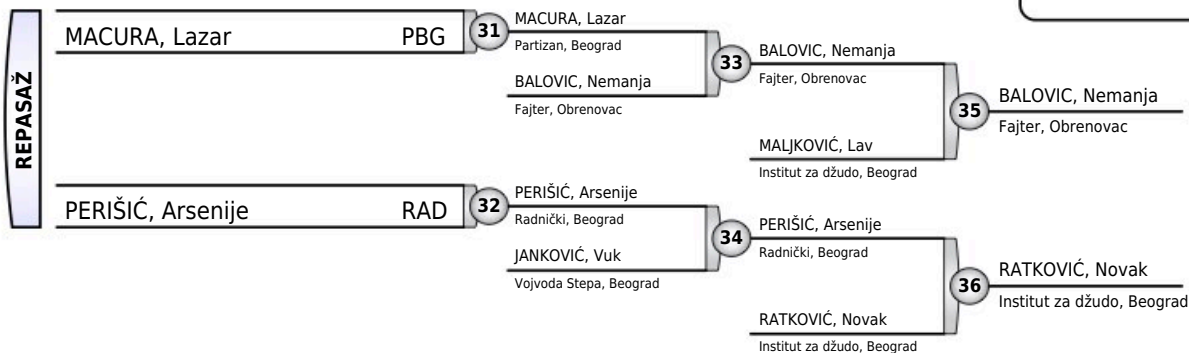 REPASAŽ
MACURA, Lazar PBG
31
MACURA, Lazar
Partizan, Beograd
BALOVIC, Nemanja
Fajter, Obrenovac
33
BALOVIC, Nemanja
Fajter, Obrenovac
MALJKOVIĆ, Lav
Institut za džudo, Beograd
35
BALOVIC, Nemanja
Fajter, Obrenovac
PERIŠIĆ, Arsenije RAD
32
PERIŠIĆ, Arsenije
Radnički, Beograd
JANKOVIĆ, Vuk
Vojvoda Stepa, Beograd
34
PERIŠIĆ, Arsenije
Radnički, Beograd
RATKOVIĆ, Novak
Institut za džudo, Beograd
36
RATKOVIĆ, Novak
Institut za džudo, Beograd